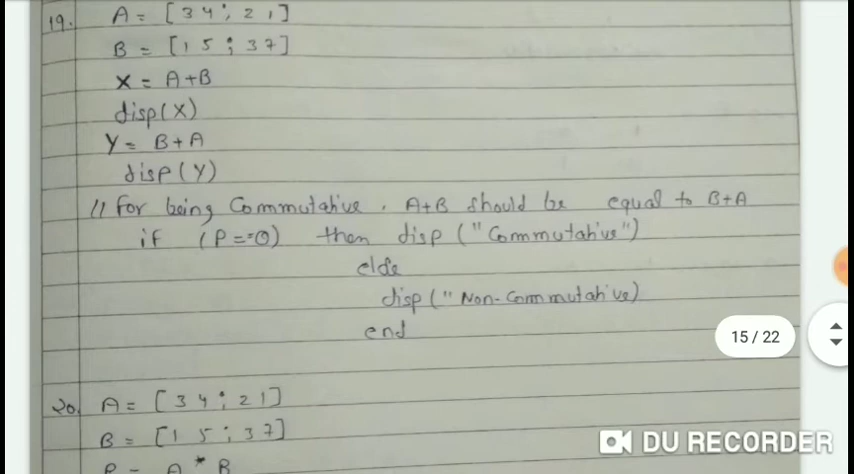 19. A = [3 4 ; 2 1]
B = [1 5 ; 3 7]
X = A+B
disp(X)
Y = B+A
disp(Y)
// For being Commutative . A+B should be equal to B+A
if (P==Q) then disp ("Commutative")
else
disp ("Non-Commutative)
end
15 / 22
20. A = [3 4 ; 2 1]
B = [1 5 ; 3 7]
P = A * B
DU RECORDER